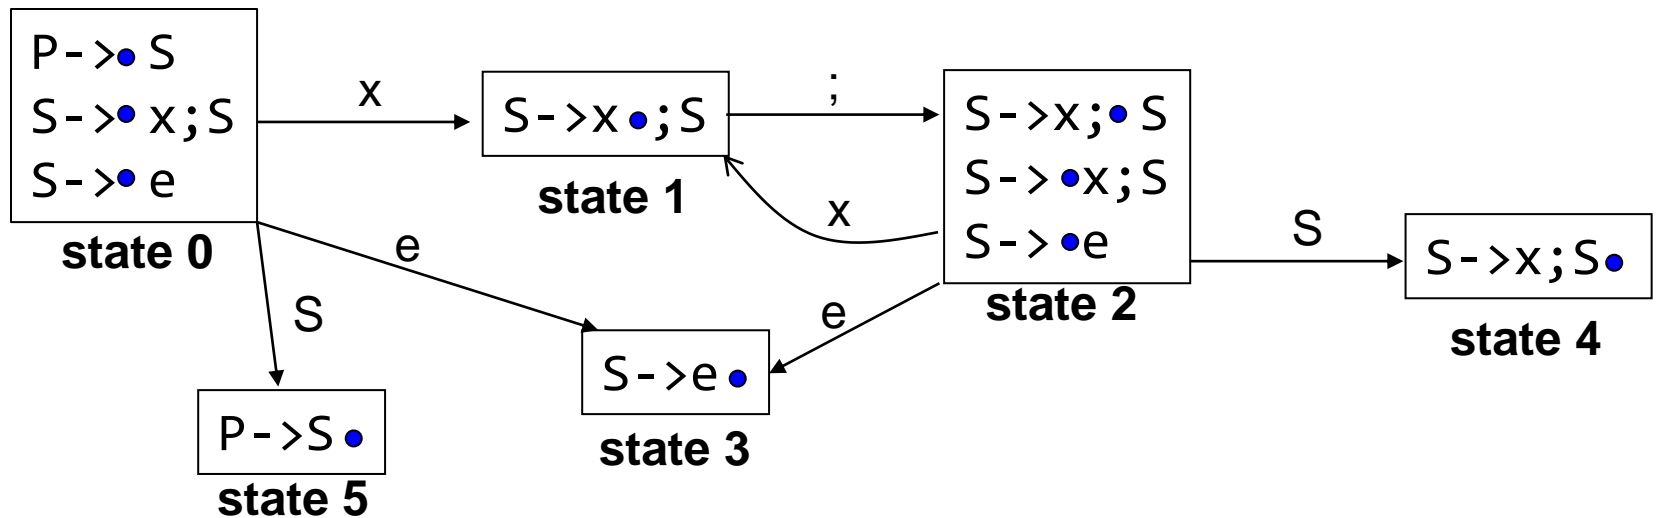 P->• S
S->• x;S
S->• e
state 0
x
S->x•;S
state 1
;
S->x;• S
S-> •x;S
S-> •e
state 2
x
e
S
P->S•
state 5
e
S->e•
state 3
S
S->x;S•
state 4